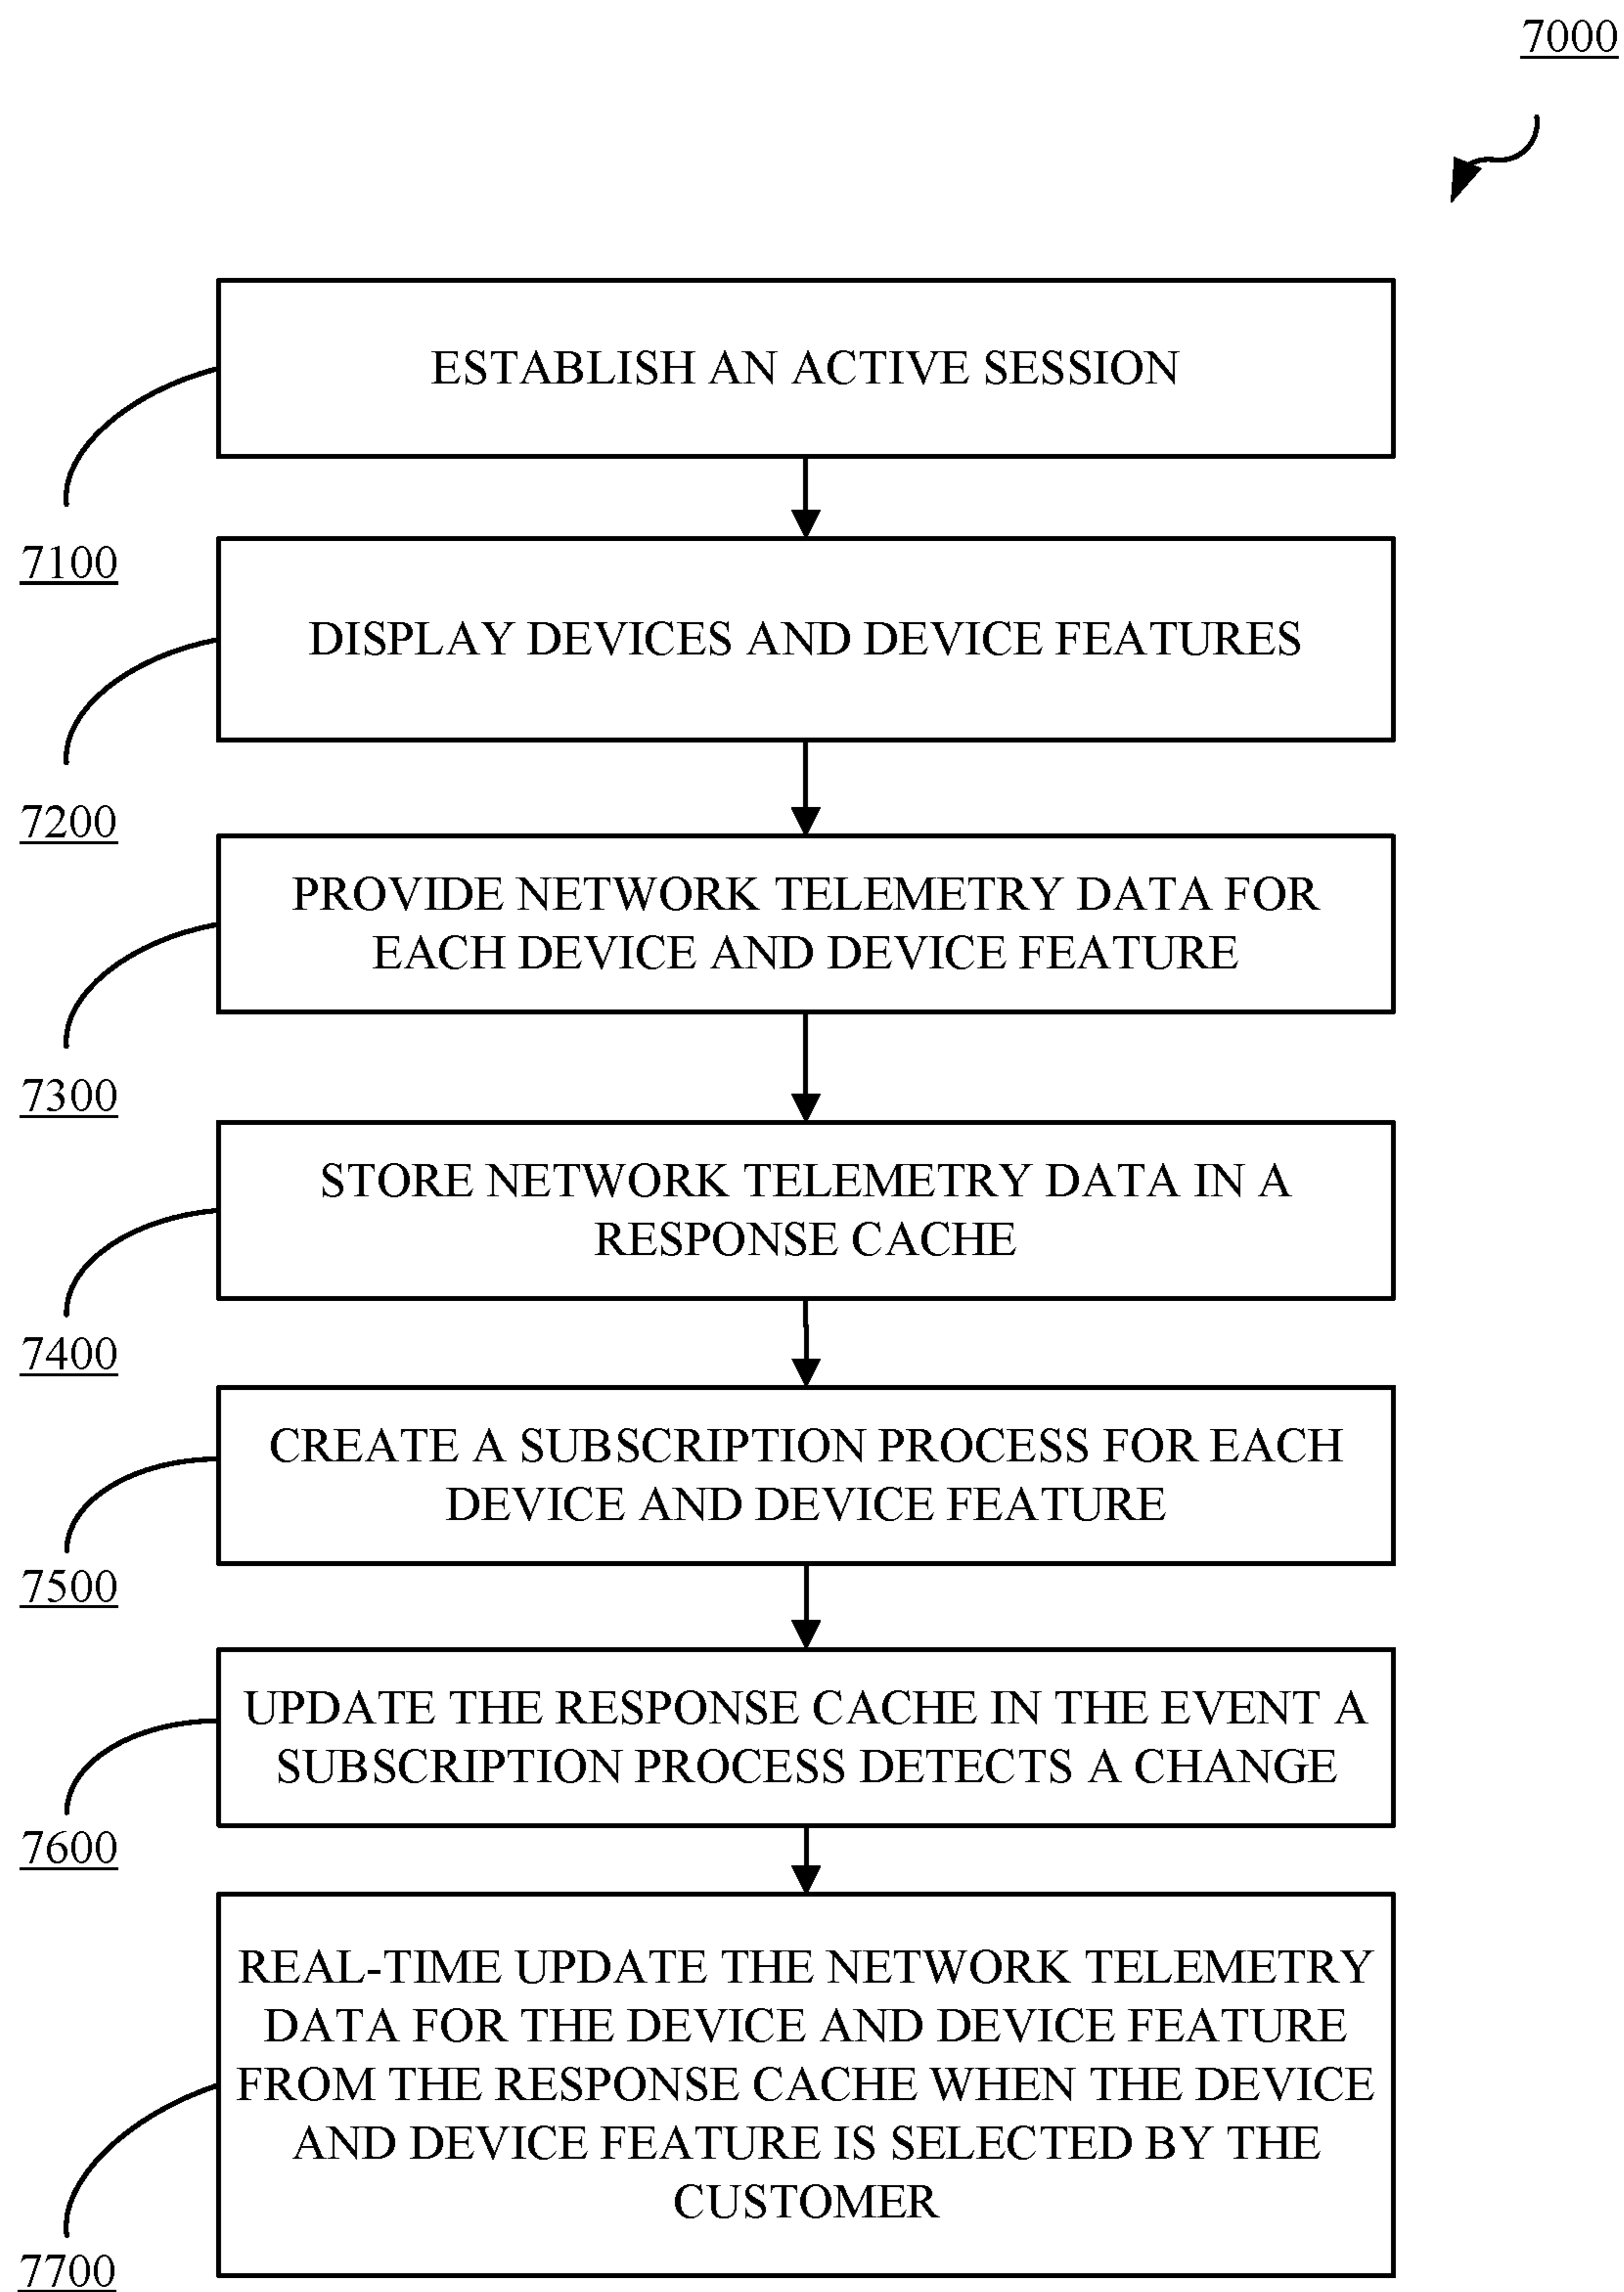 7000
ESTABLISH AN ACTIVE SESSION
7100
DISPLAY DEVICES AND DEVICE FEATURES
7200
PROVIDE NETWORK TELEMETRY DATA FOR
EACH DEVICE AND DEVICE FEATURE
7300
STORE NETWORK TELEMETRY DATA IN A
RESPONSE CACHE
7400
CREATE A SUBSCRIPTION PROCESS FOR EACH
DEVICE AND DEVICE FEATURE
7500
UPDATE THE RESPONSE CACHE IN THE EVENT A
SUBSCRIPTION PROCESS DETECTS A CHANGE
7600
REAL-TIME UPDATE THE NETWORK TELEMETRY
DATA FOR THE DEVICE AND DEVICE FEATURE
FROM THE RESPONSE CACHE WHEN THE DEVICE
AND DEVICE FEATURE IS SELECTED BY THE
CUSTOMER
7700